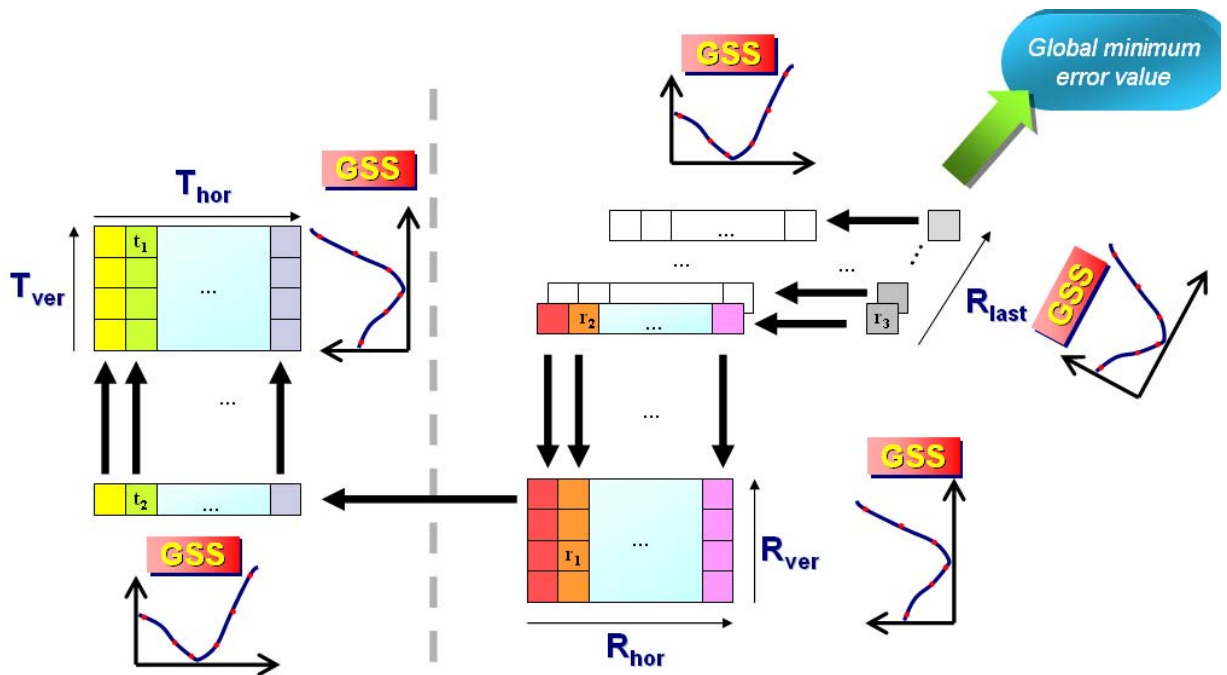 GSS
Global minimum
error value
GSS
T_hor
t_1
T_ver
...
...
t_2
...
GSS
...
...
...
...
R_last
GSS
r_2
...
r_3
...
GSS
...
r_1
R_ver
R_hor